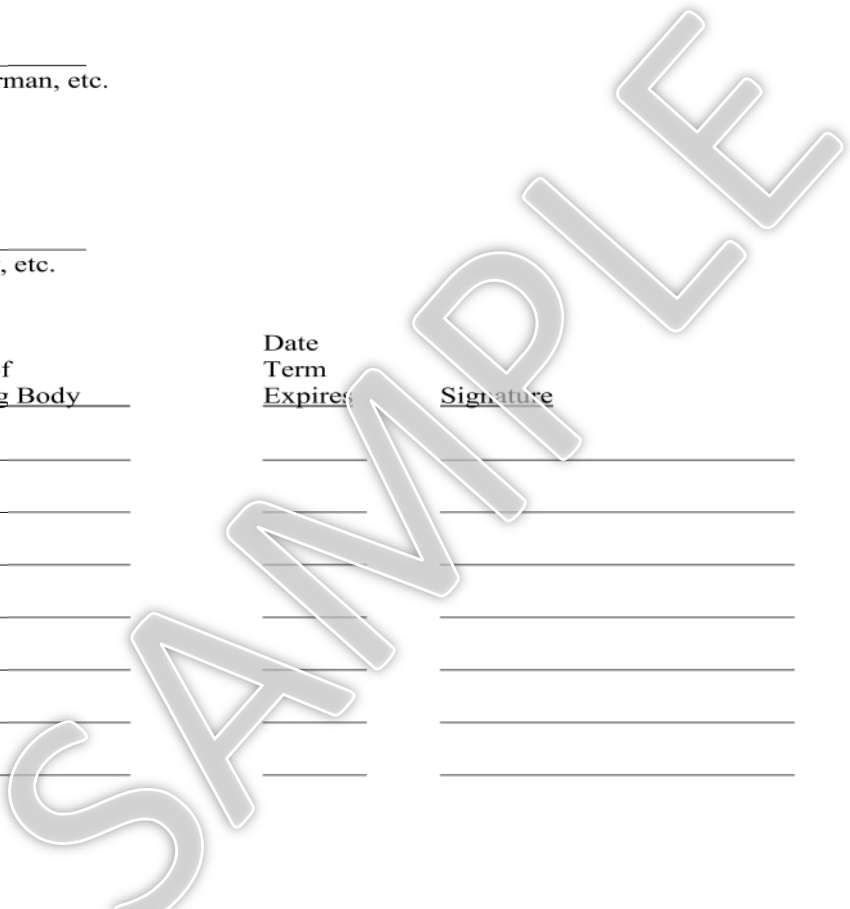 rman, etc.
, etc.
Date
f Term
g Body Expires Signature
SAMPLE